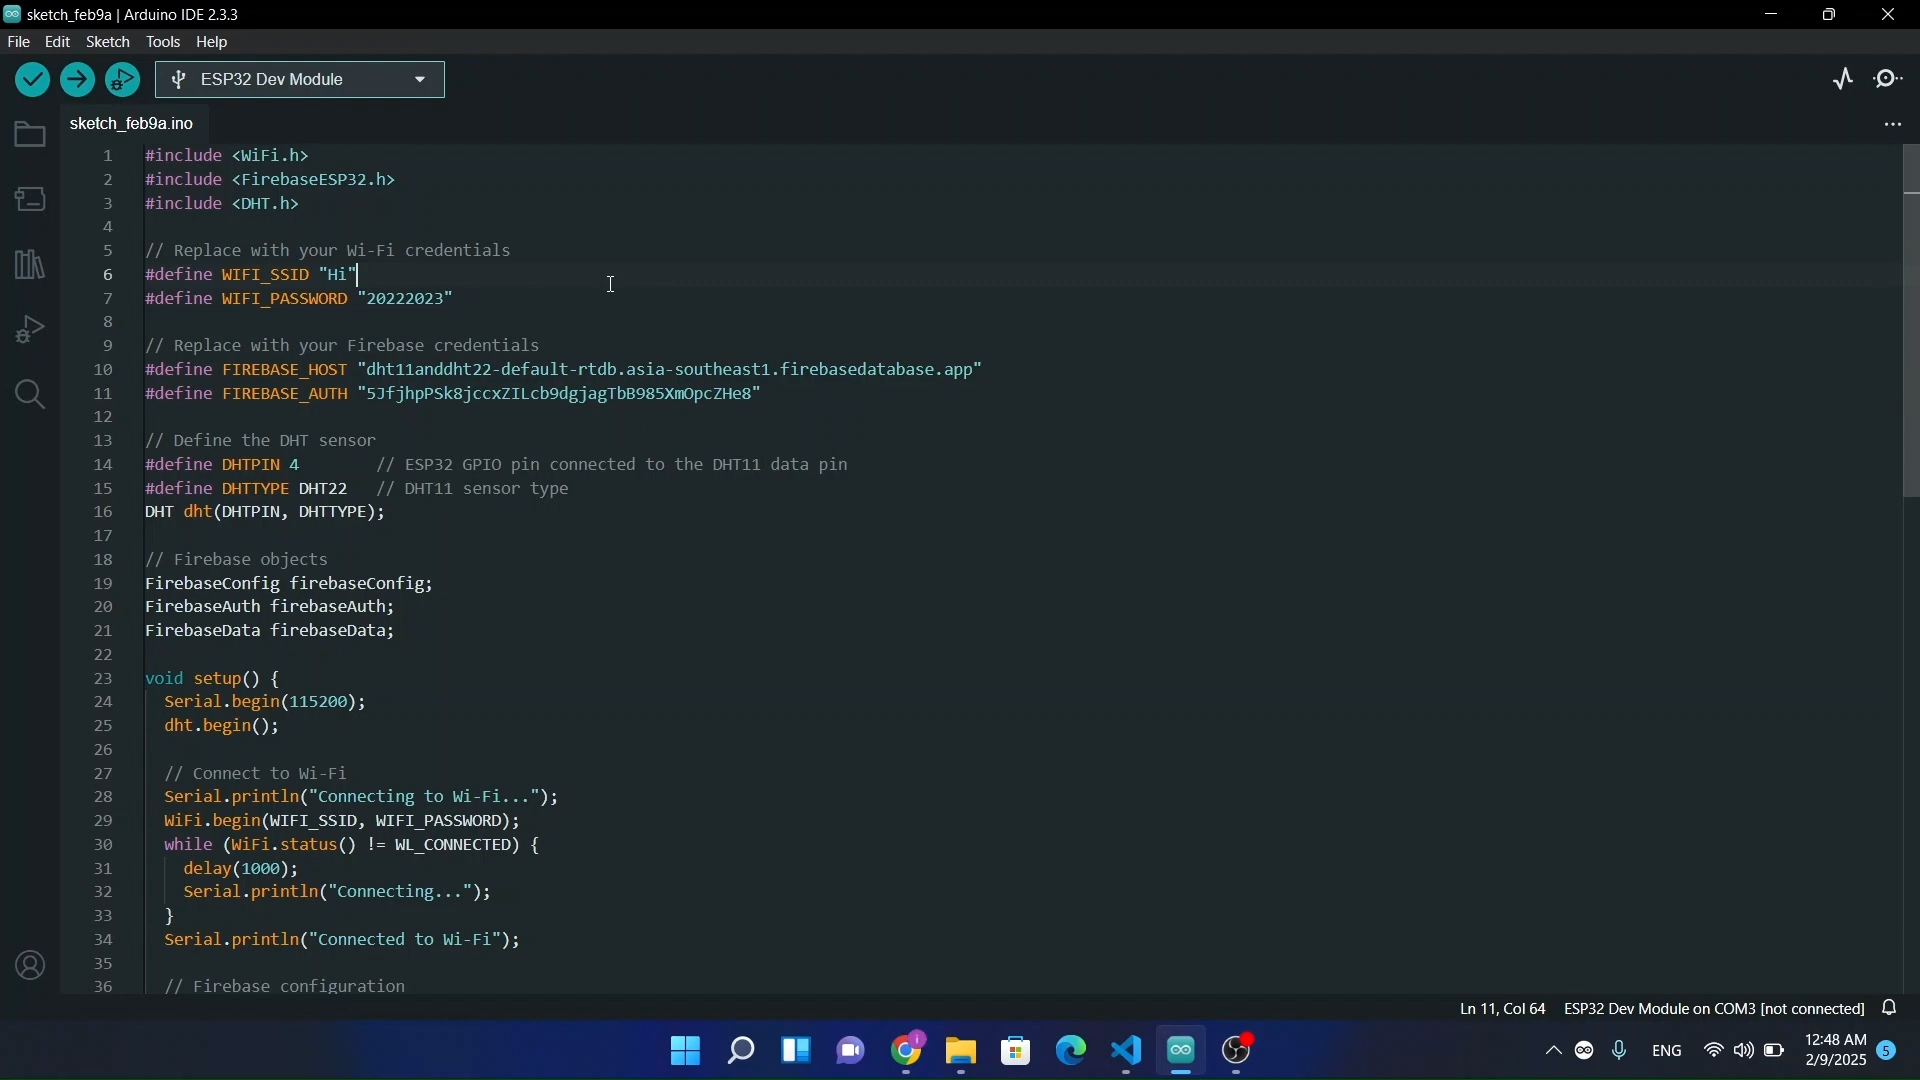 sketch_feb9a | Arduino IDE 2.3.3
File Edit Sketch Tools Help
ESP32 Dev Module
sketch_feb9a.ino
1 #include <WiFi.h>
2 #include <FirebaseESP32.h>
3 #include <DHT.h>
4
5 // Replace with your Wi-Fi credentials
6 #define WIFI_SSID "Hi"
7 #define WIFI_PASSWORD "20222023"
8
9 // Replace with your Firebase credentials
10 #define FIREBASE_HOST "dht11anddht22-default-rtdb.asia-southeast1.firebasedatabase.app"
11 #define FIREBASE_AUTH "5JfjhpPSk8jccxZILcb9dgjagTbB985XmOpcZHe8"
12
13 // Define the DHT sensor
14 #define DHTPIN 4 // ESP32 GPIO pin connected to the DHT11 data pin
15 #define DHTTYPE DHT22 // DHT11 sensor type
16 DHT dht(DHTPIN, DHTTYPE);
17
18 // Firebase objects
19 FirebaseConfig firebaseConfig;
20 FirebaseAuth firebaseAuth;
21 FirebaseData firebaseData;
22
23 void setup() {
24 Serial.begin(115200);
25 dht.begin();
26
27 // Connect to Wi-Fi
28 Serial.println("Connecting to Wi-Fi...");
29 WiFi.begin(WIFI_SSID, WIFI_PASSWORD);
30 while (WiFi.status() != WL_CONNECTED) {
31 delay(1000);
32 Serial.println("Connecting...");
33 }
34 Serial.println("Connected to Wi-Fi");
35
36 // Firebase configuration
Ln 11, Col 64 ESP32 Dev Module on COM3 [not connected]
ENG
12:48 AM
2/9/2025
5